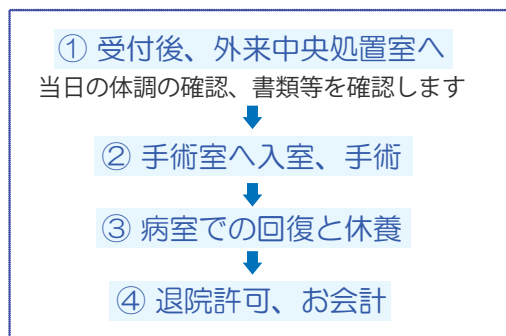 ① 受付後、外来中央処置室へ
当日の体調の確認、書類等を確認します
② 手術室へ入室、手術
③ 病室での回復と休養
④ 退院許可、お会計